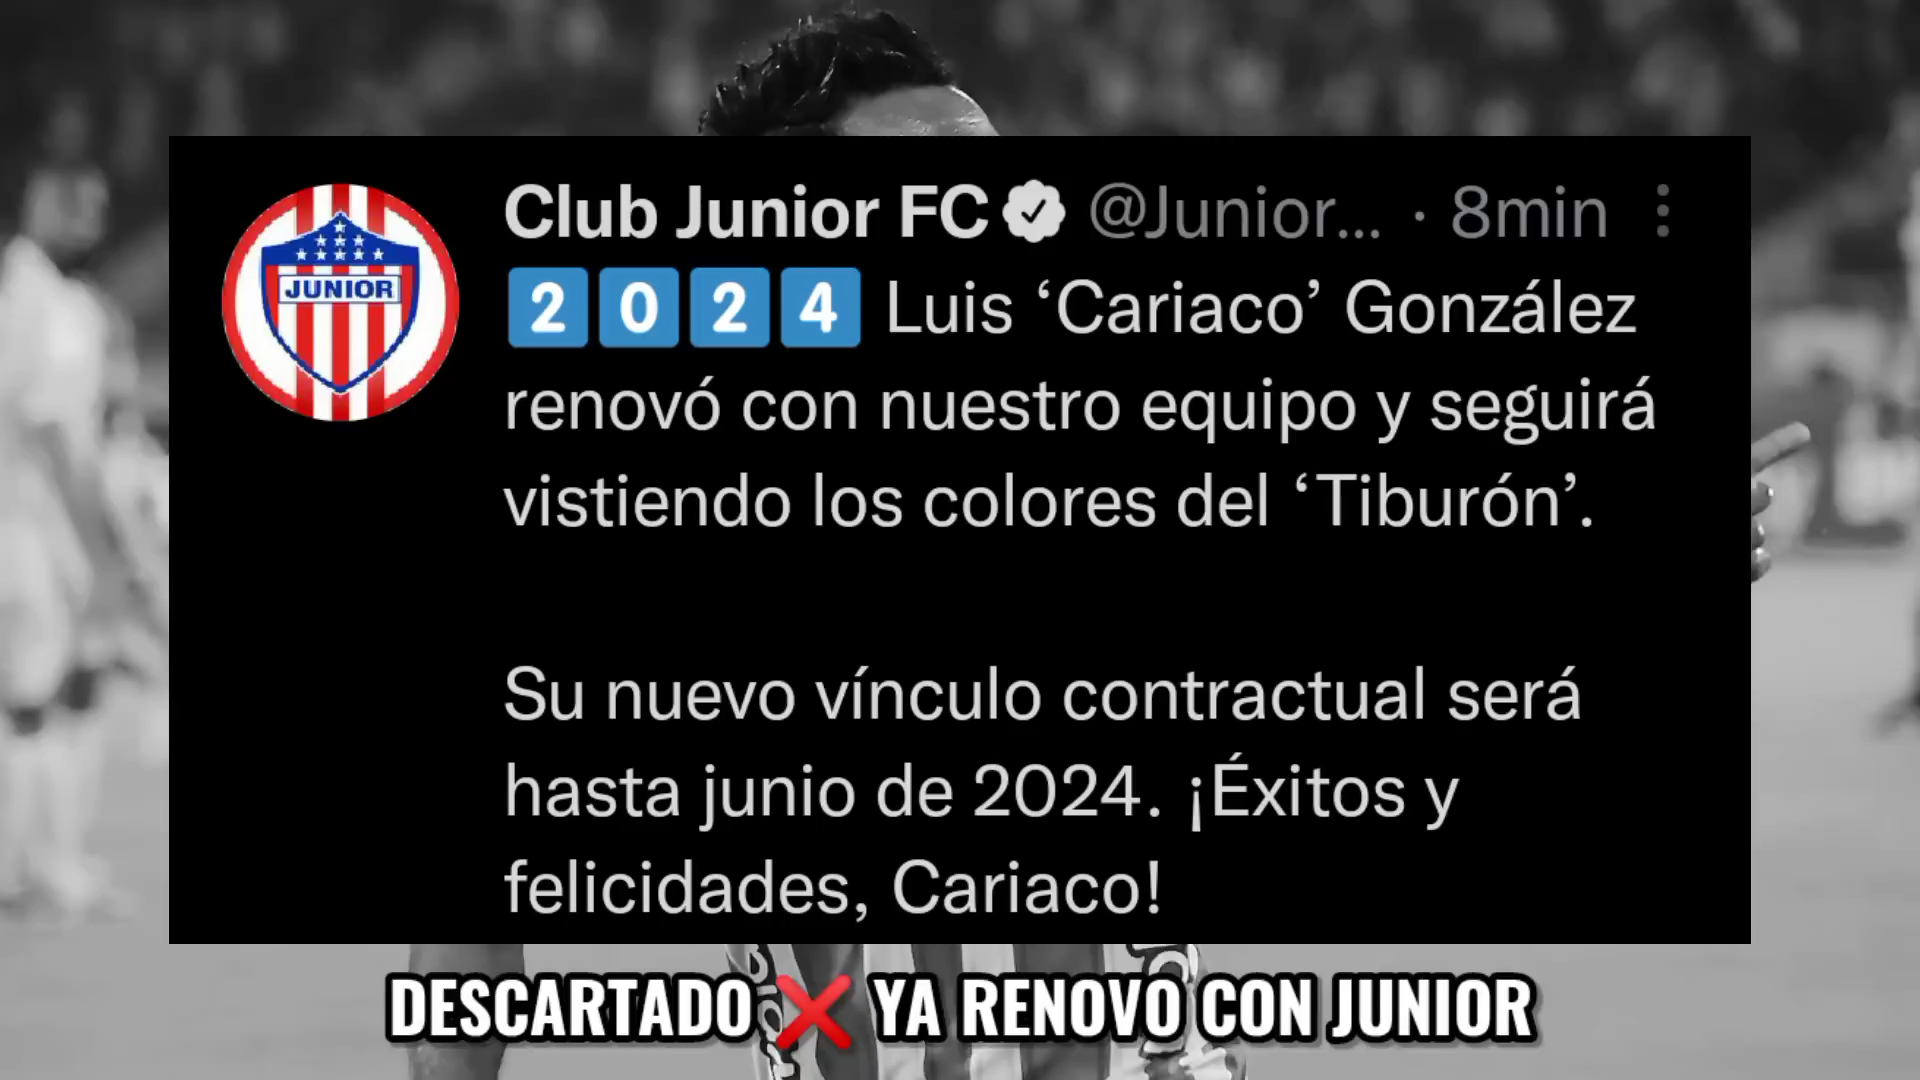 JUNIOR
Club Junior FC @Junior... · 8min
2024 Luis ‘Cariaco’ González
renovó con nuestro equipo y seguirá
vistiendo los colores del ‘Tiburón’.
Su nuevo vínculo contractual será
hasta junio de 2024. ¡Éxitos y
felicidades, Cariaco!
DESCARTADO ❌ YA RENOVÓ CON JUNIOR